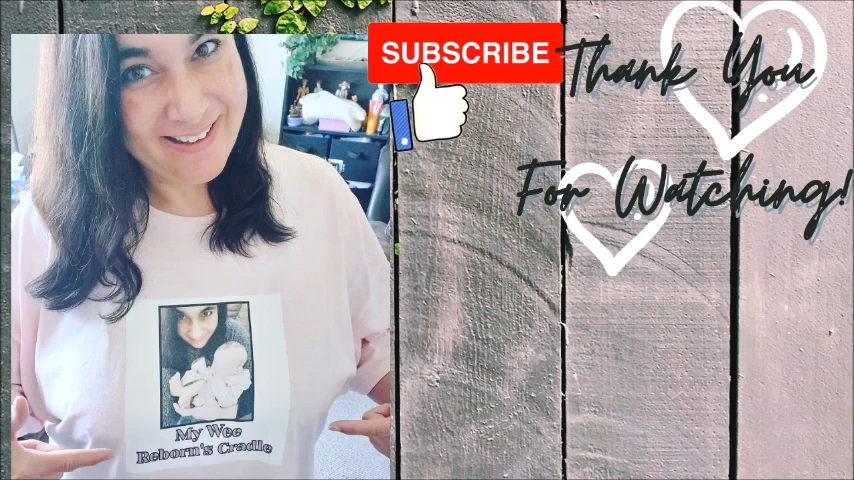 SUBSCRIBE
Thank You
For Watching!
My Wee
Reborn's Cradle